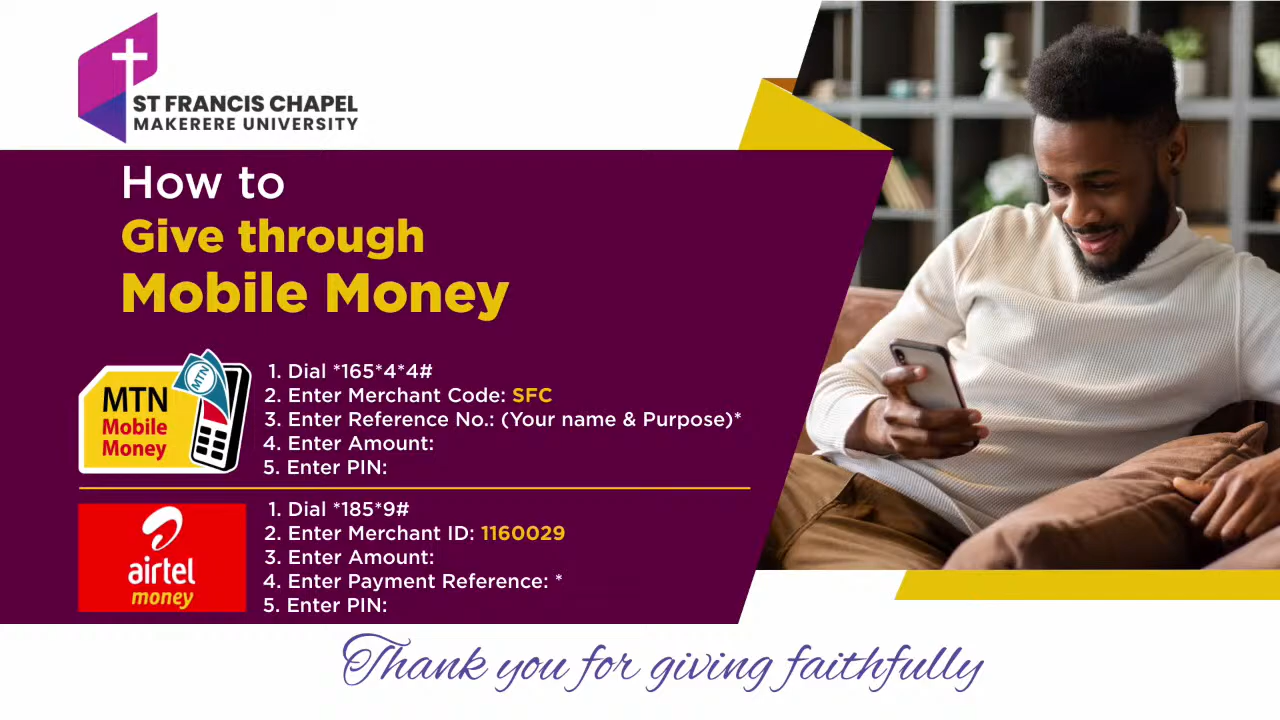 ST FRANCIS CHAPEL
MAKERERE UNIVERSITY
How to
Give through
Mobile Money
MTN
MTN
Mobile
Money
1. Dial *165*4*4#
2. Enter Merchant Code: SFC
3. Enter Reference No.: (Your name & Purpose)*
4. Enter Amount:
5. Enter PIN:
airtel
money
1. Dial *185*9#
2. Enter Merchant ID: 1160029
3. Enter Amount:
4. Enter Payment Reference: *
5. Enter PIN:
Thank you for giving faithfully